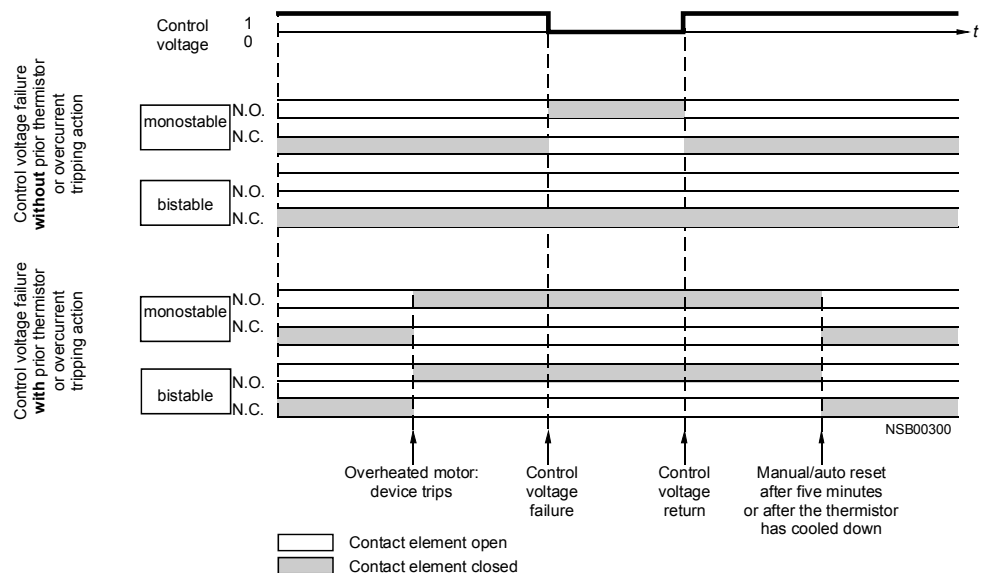 Control
voltage
1
0
t
Control voltage failure
without prior thermistor
or overcurrent
tripping action
monostable
N.O.
N.C.
bistable
N.O.
N.C.
Control voltage failure
with prior thermistor
or overcurrent
tripping action
monostable
N.O.
N.C.
bistable
N.O.
N.C.
NSB00300
Overheated motor:
device trips
Control
voltage
failure
Control
voltage
return
Manual/auto reset
after five minutes
or after the thermistor
has cooled down
Contact element open
Contact element closed